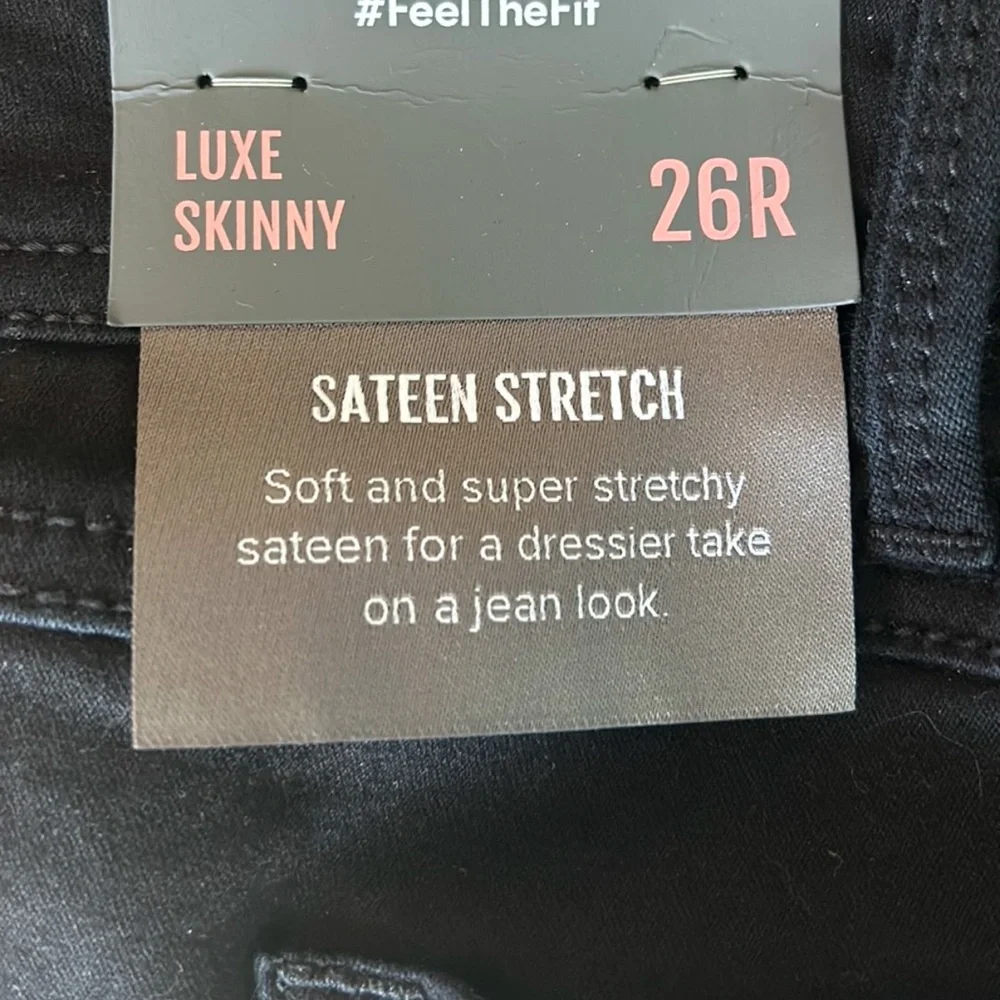 #FeelTheFit
LUXE
SKINNY
26R
SATEEN STRETCH
Soft and super stretchy
sateen for a dressier take
on a jean look.